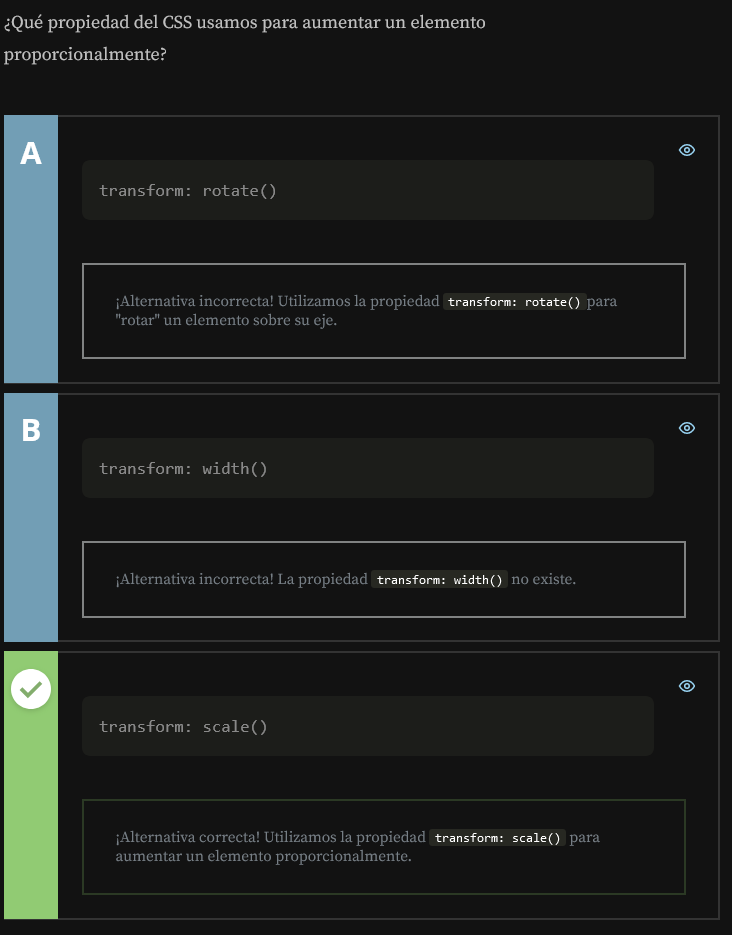 ¿Qué propiedad del CSS usamos para aumentar un elemento
proporcionalmente?
A
transform: rotate()
¡Alternativa incorrecta! Utilizamos la propiedad transform: rotate() para
"rotar" un elemento sobre su eje.
B
transform: width()
¡Alternativa incorrecta! La propiedad transform: width() no existe.
transform: scale()
¡Alternativa correcta! Utilizamos la propiedad transform: scale() para
aumentar un elemento proporcionalmente.